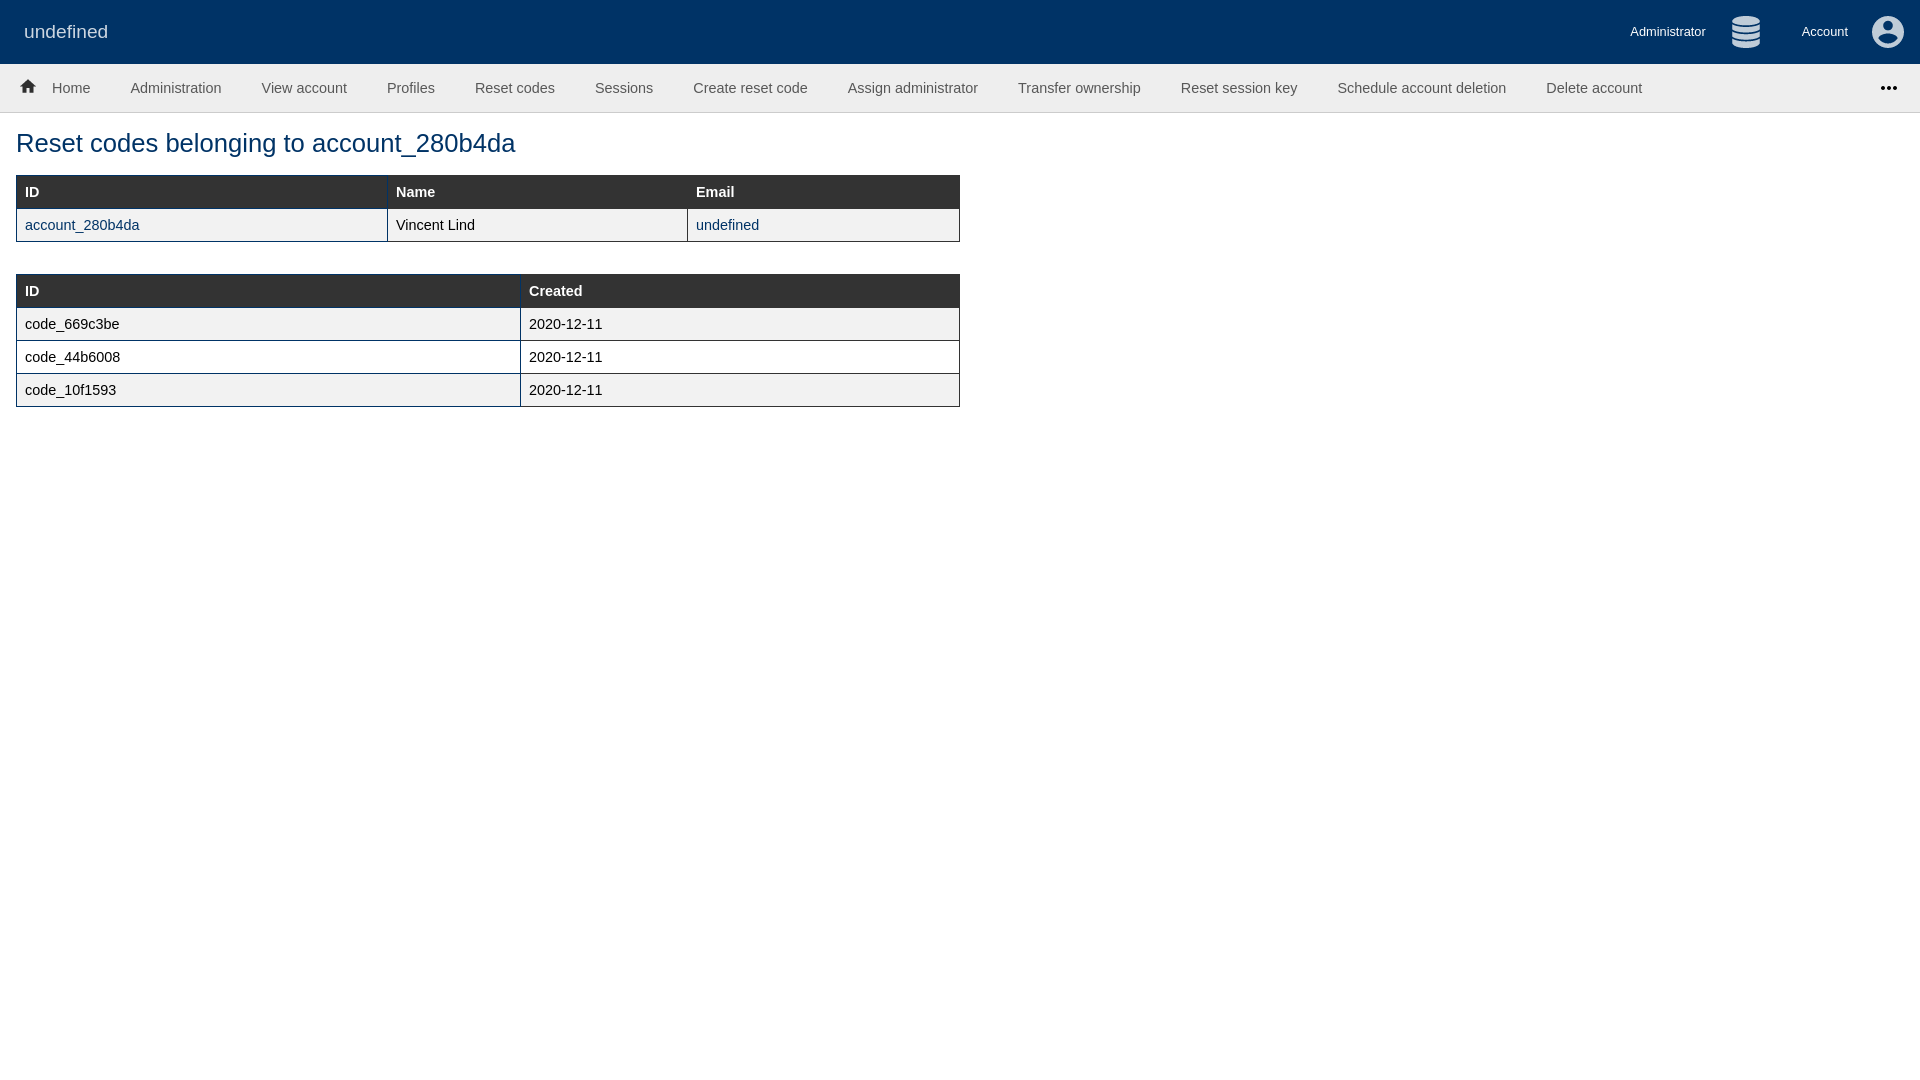 undefined
Administrator
Account
Home Administration View account Profiles Reset codes Sessions Create reset code Assign administrator Transfer ownership Reset session key Schedule account deletion Delete account
Reset codes belonging to account_280b4da
ID Name Email
account_280b4da Vincent Lind undefined
ID Created
code_669c3be 2020-12-11
code_44b6008 2020-12-11
code_10f1593 2020-12-11